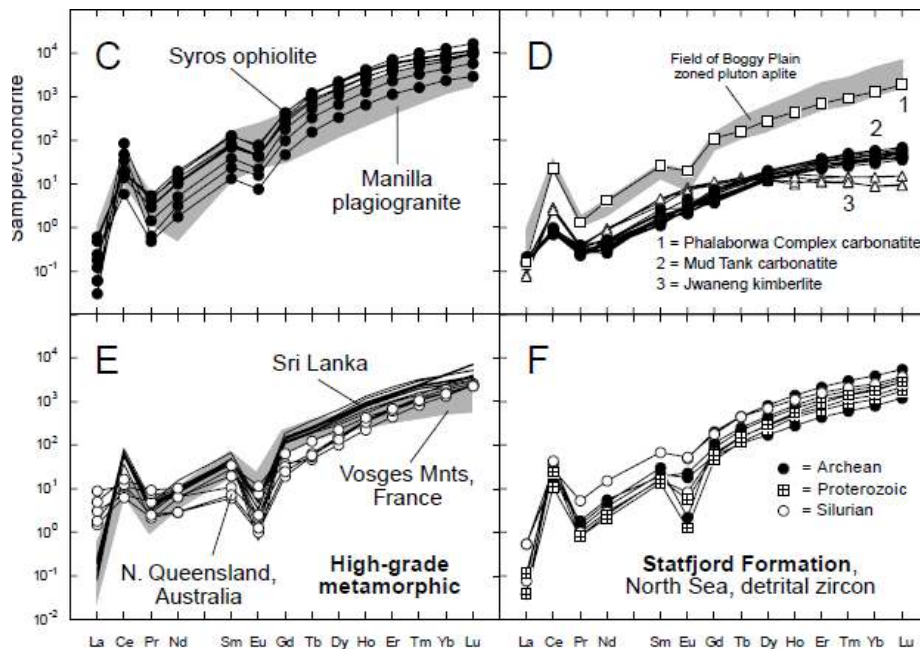 Sample/Chondrite
10⁴
10³
10²
10¹
10⁰
10⁻¹
C
Syros ophiolite
Manilla
plagiogranite
D
Field of Boggy Plain
zoned pluton aplite
1
2
3
1 = Phalaborwa Complex carbonatite
2 = Mud Tank carbonatite
3 = Jwaneng kimberlite
10⁴
10³
10²
10¹
10⁰
10⁻¹
10⁻²
E
Sri Lanka
Vosges Mnts,
France
N. Queensland,
Australia
High-grade
metamorphic
F
= Archean
= Proterozoic
= Silurian
Statfjord Formation,
North Sea, detrital zircon
La Ce Pr Nd Sm Eu Gd Tb Dy Ho Er Tm Yb Lu
La Ce Pr Nd Sm Eu Gd Tb Dy Ho Er Tm Yb Lu